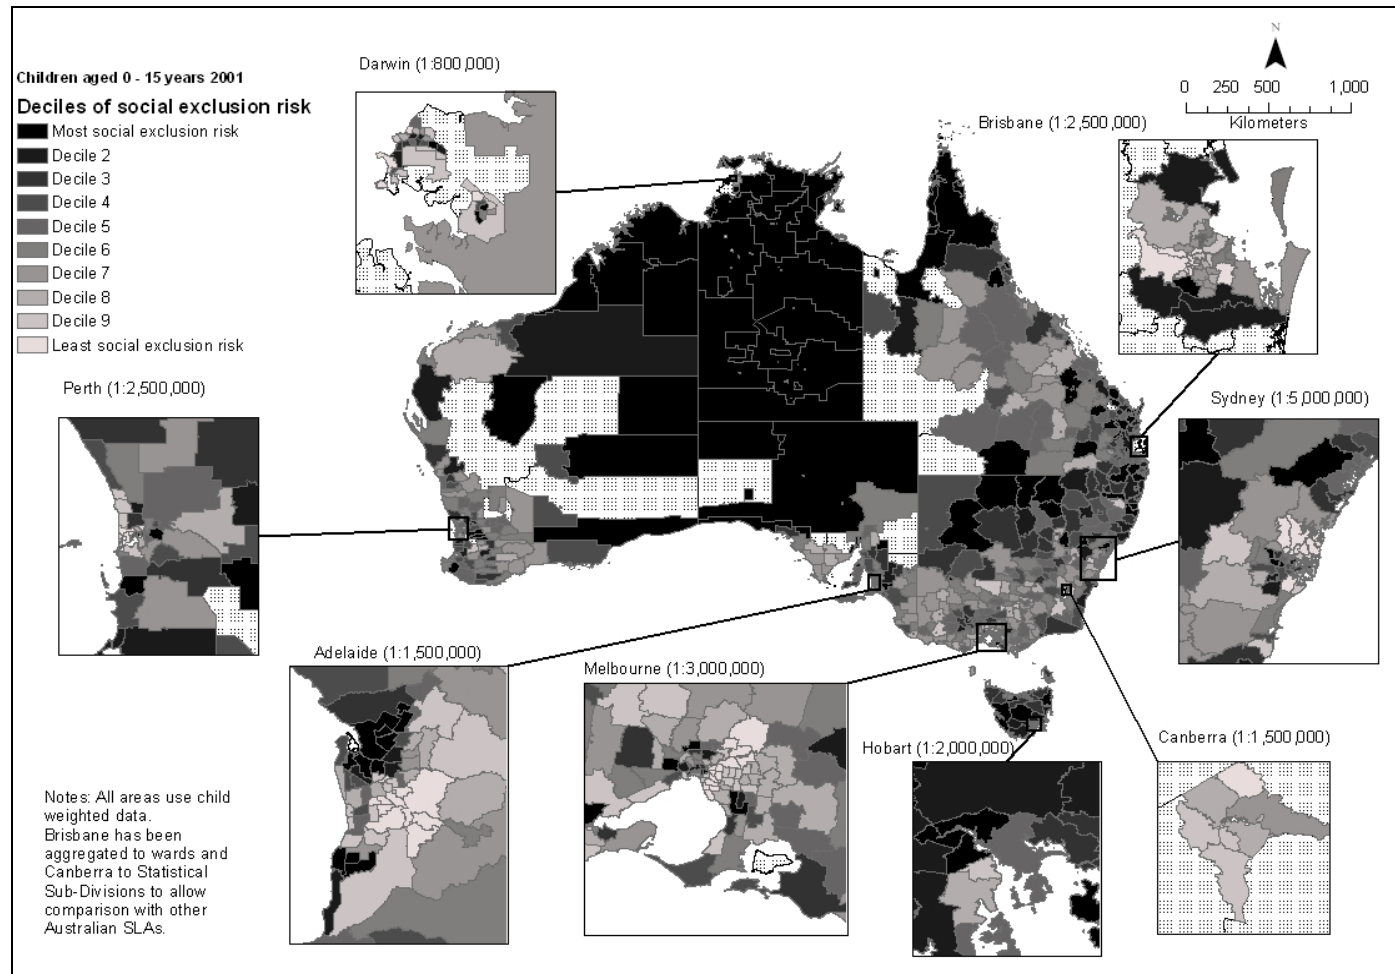 Children aged 0 - 15 years 2001
Deciles of social exclusion risk
Most social exclusion risk
Decile 2
Decile 3
Decile 4
Decile 5
Decile 6
Decile 7
Decile 8
Decile 9
Least social exclusion risk
Darwin (1:800,000)
N
0 250 500 1,000
Kilometers
Brisbane (1:2,500,000)
Perth (1:2,500,000)
Sydney (1:5,000,000)
Adelaide (1:1,500,000)
Melbourne (1:3,000,000)
Hobart (1:2,000,000)
Canberra (1:1,500,000)
Notes: All areas use child
weighted data.
Brisbane has been
aggregated to wards and
Canberra to Statistical
Sub-Divisions to allow
comparison with other
Australian SLAs.